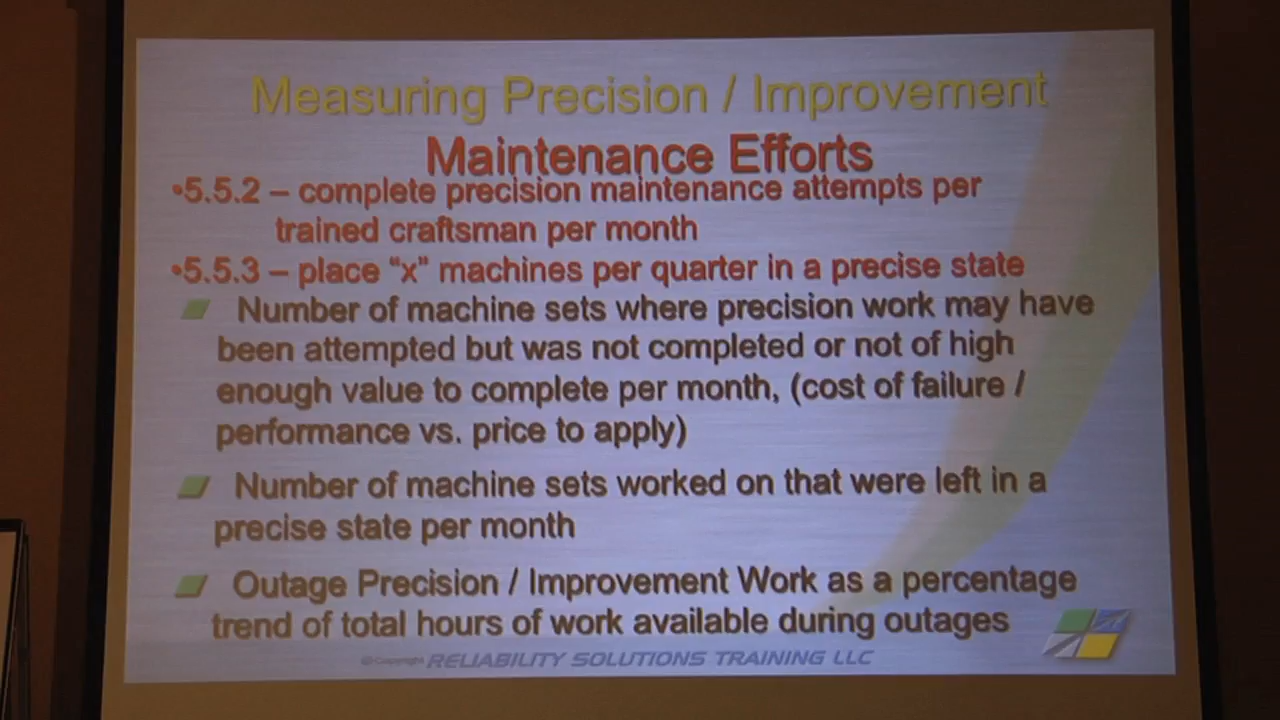 Measuring Precision / Improvement
Maintenance Efforts
•5.5.2 – complete precision maintenance attempts per
trained craftsman per month
•5.5.3 – place “x” machines per quarter in a precise state
Number of machine sets where precision work may have
been attempted but was not completed or not of high
enough value to complete per month, (cost of failure /
performance vs. price to apply)
Number of machine sets worked on that were left in a
precise state per month
Outage Precision / Improvement Work as a percentage
trend of total hours of work available during outages
© Copyright RELIABILITY SOLUTIONS TRAINING LLC